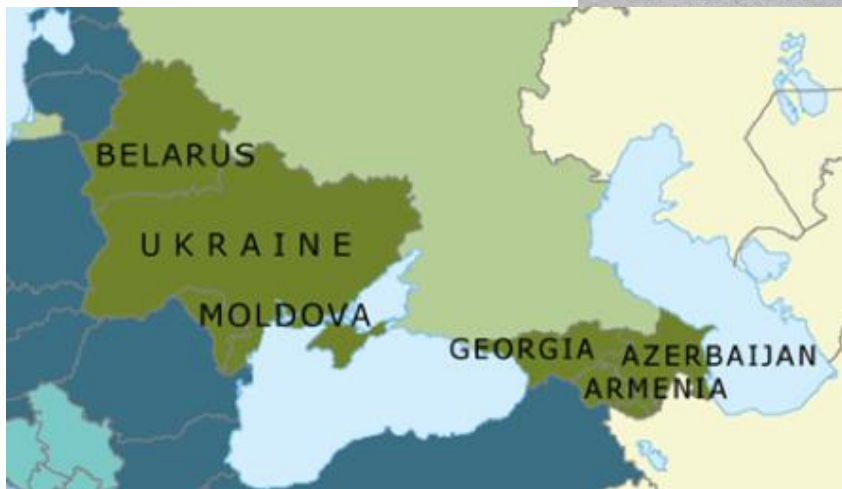 BELARUS
UKRAINE
MOLDOVA
GEORGIA
AZERBAIJAN
ARMENIA